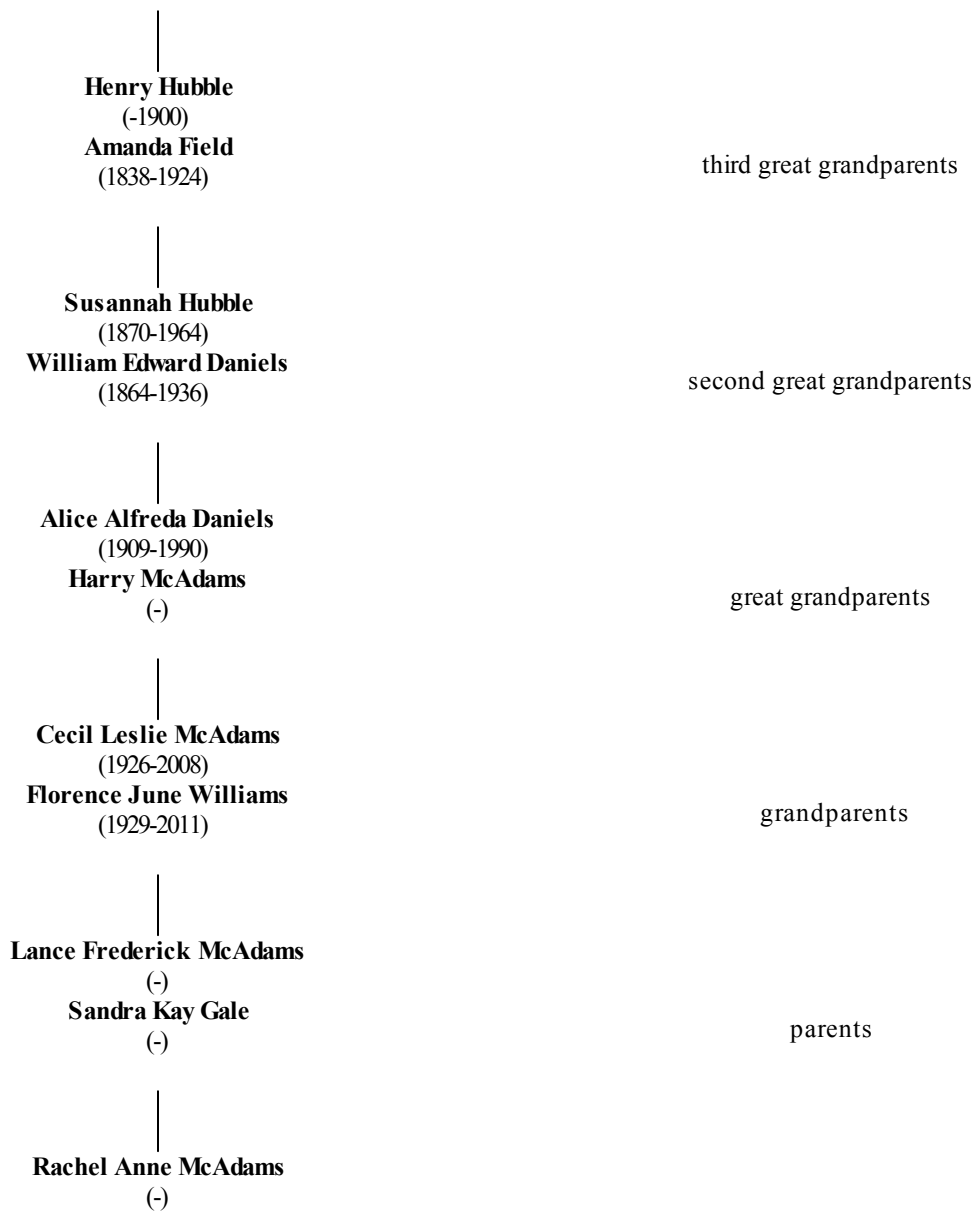 Henry Hubble
(-1900)
Amanda Field
(1838-1924)
third great grandparents
Susannah Hubble
(1870-1964)
William Edward Daniels
(1864-1936)
second great grandparents
Alice Alfreda Daniels
(1909-1990)
Harry McAdams
(-)
great grandparents
Cecil Leslie McAdams
(1926-2008)
Florence June Williams
(1929-2011)
grandparents
Lance Frederick McAdams
(-)
Sandra Kay Gale
(-)
parents
Rachel Anne McAdams
(-)